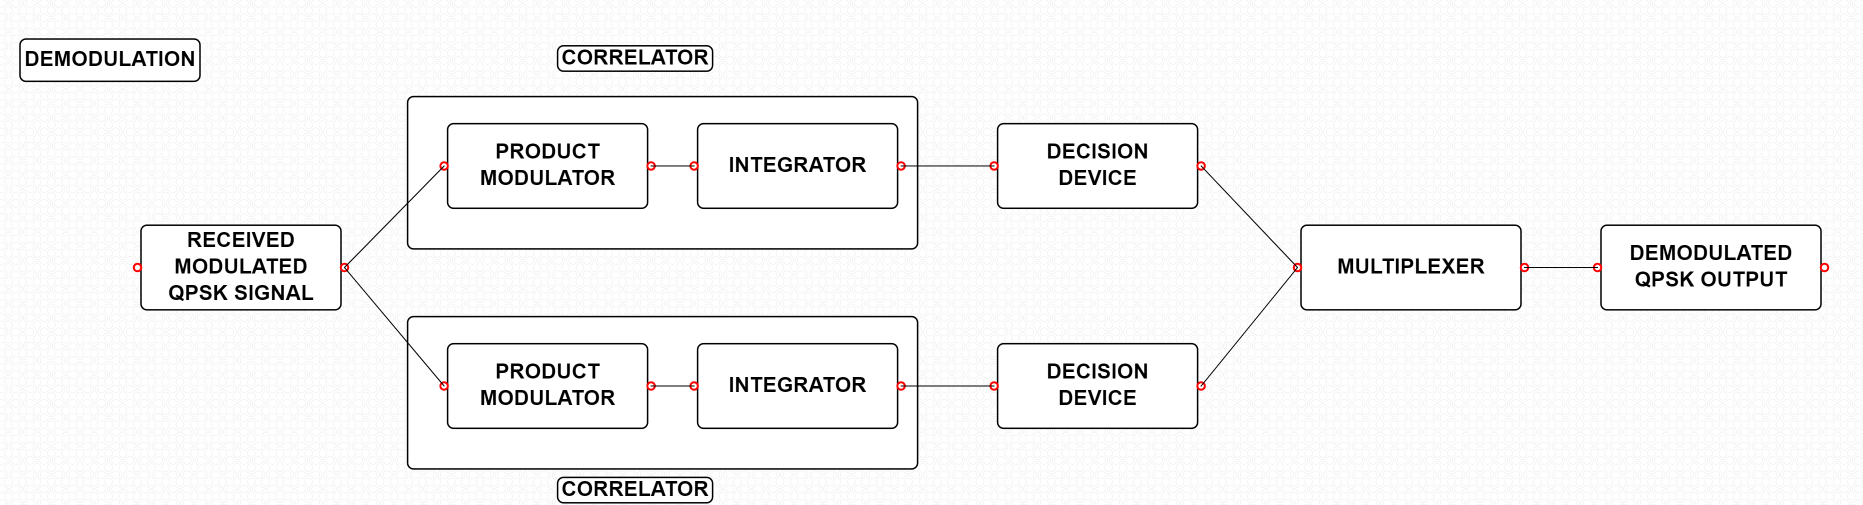 DEMODULATION
CORRELATOR
PRODUCT
MODULATOR
INTEGRATOR
DECISION
DEVICE
RECEIVED
MODULATED
QPSK SIGNAL
MULTIPLEXER
DEMODULATED
QPSK OUTPUT
PRODUCT
MODULATOR
INTEGRATOR
DECISION
DEVICE
CORRELATOR